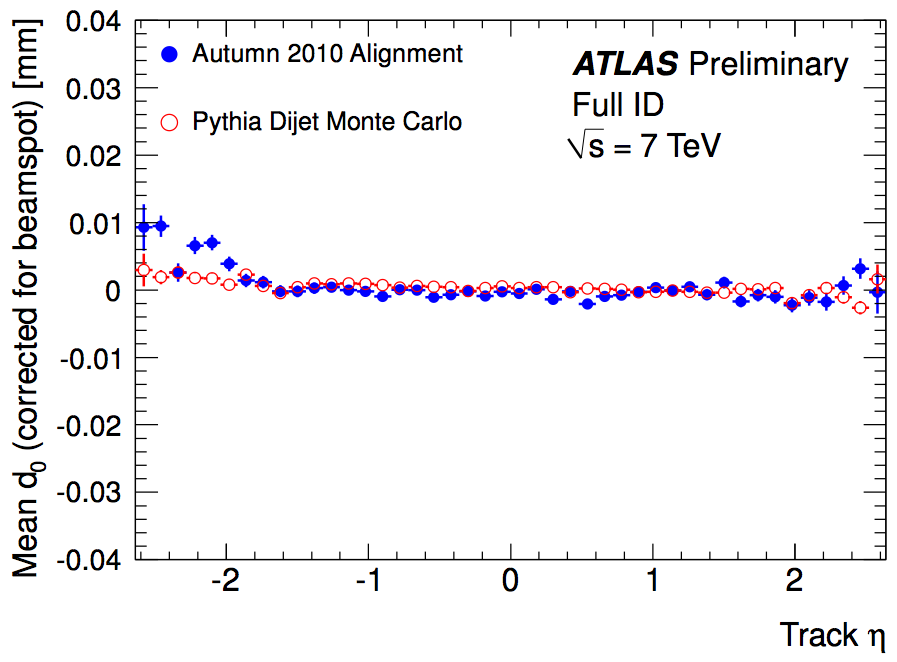 Mean d0 (corrected for beamspot) [mm]
0.04
0.03
0.02
0.01
0
-0.01
-0.02
-0.03
-0.04
Autumn 2010 Alignment
Pythia Dijet Monte Carlo
ATLAS Preliminary
Full ID
√s = 7 TeV
-2 -1 0 1 2
Track η